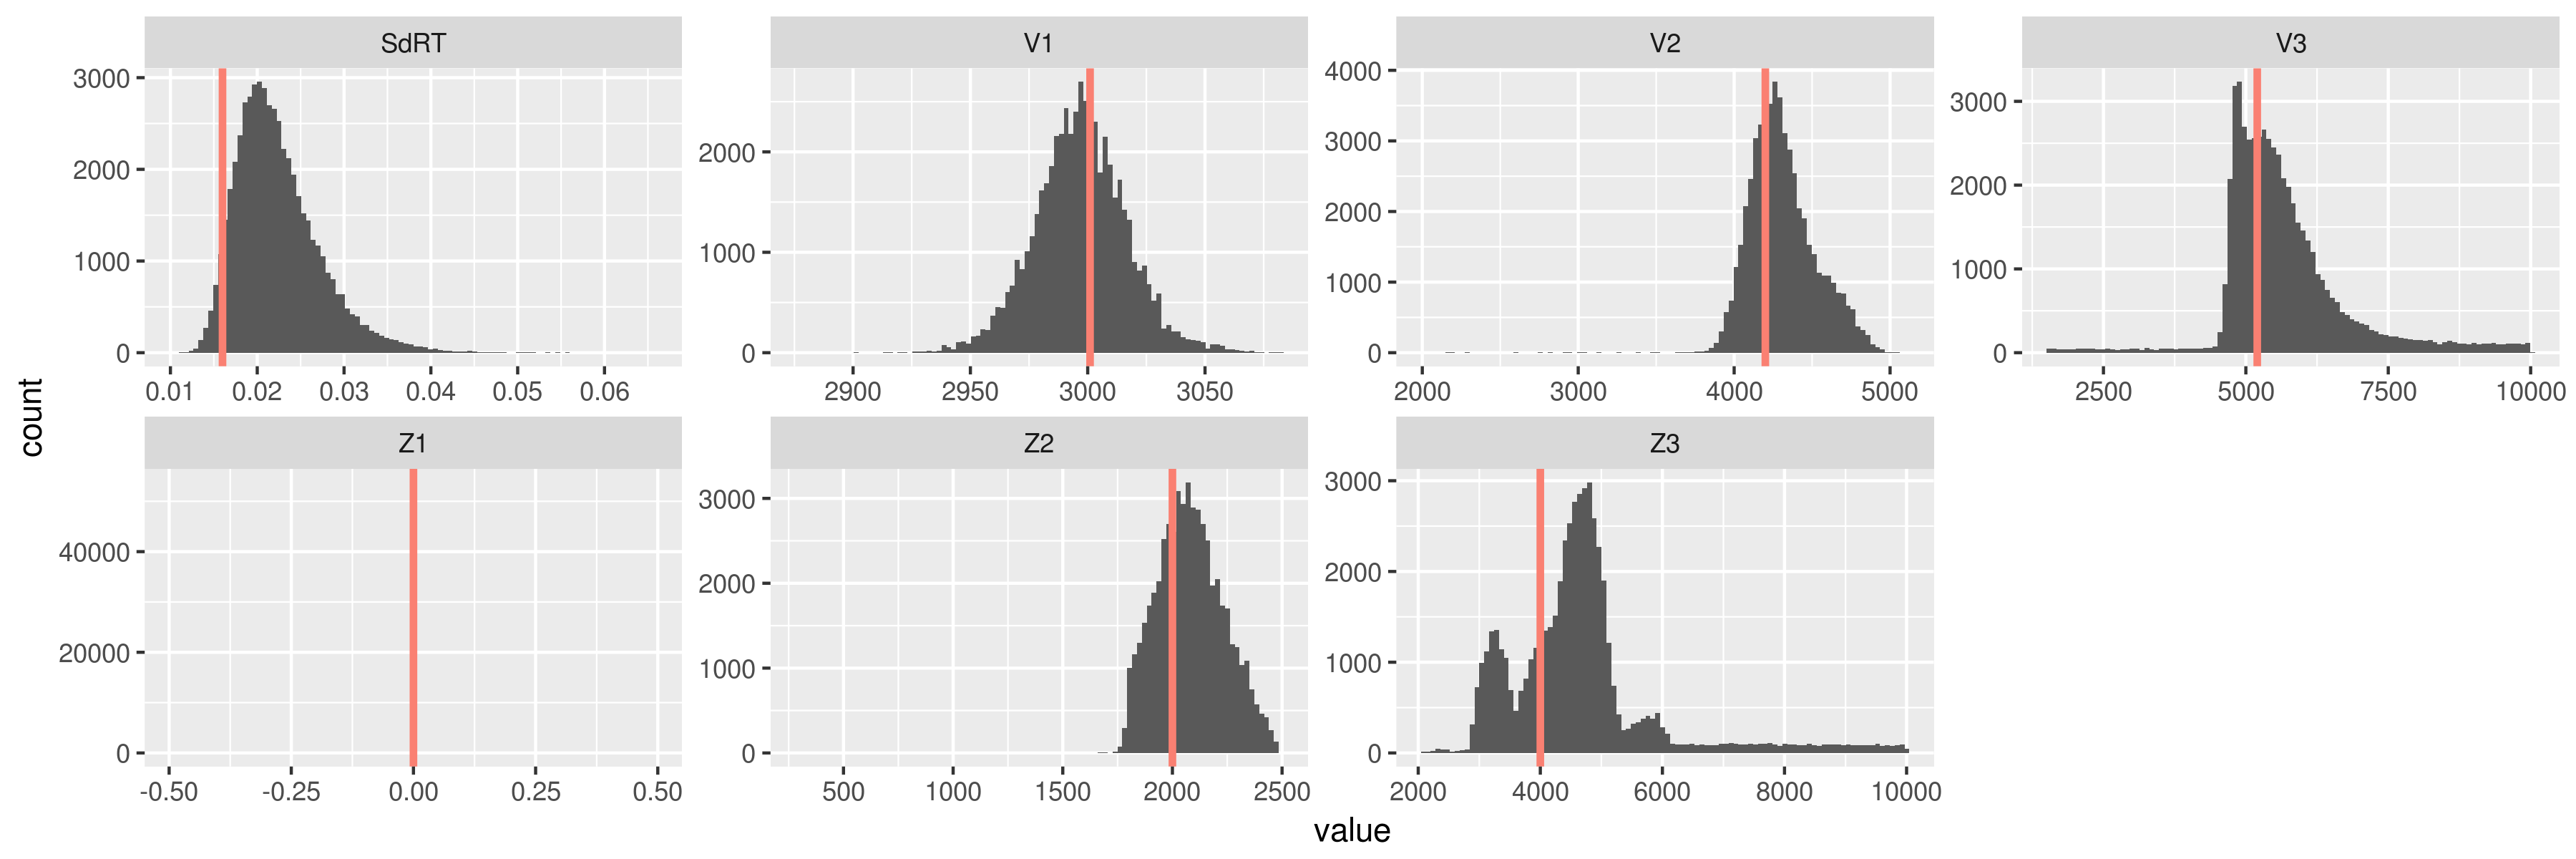 SdRT V1 V2 V3
3000 2000 1000 0
0.01 0.02 0.03 0.04 0.05 0.06
2000 1000 0
2900 2950 3000 3050
4000 3000 2000 1000 0
2000 3000 4000 5000
3000 2000 1000 0
2500 5000 7500 10000
count
Z1 Z2 Z3
40000 20000 0
-0.50 -0.25 0.00 0.25 0.50
3000 2000 1000 0
500 1000 1500 2000 2500
3000 2000 1000 0
2000 4000 6000 8000 10000
value